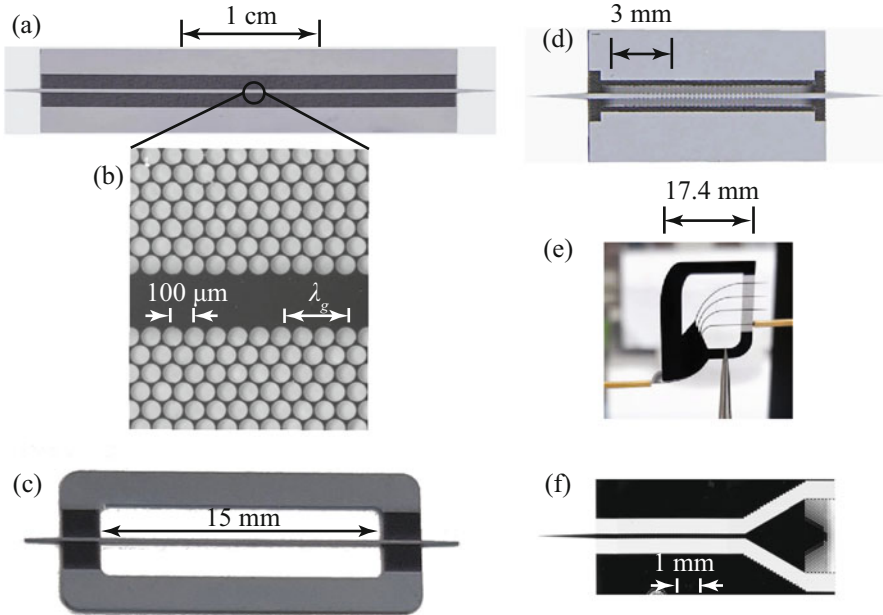 (a)
1 cm
(b)
100 μm
λg
(c)
15 mm
(d)
3 mm
17.4 mm
(e)
(f)
1 mm